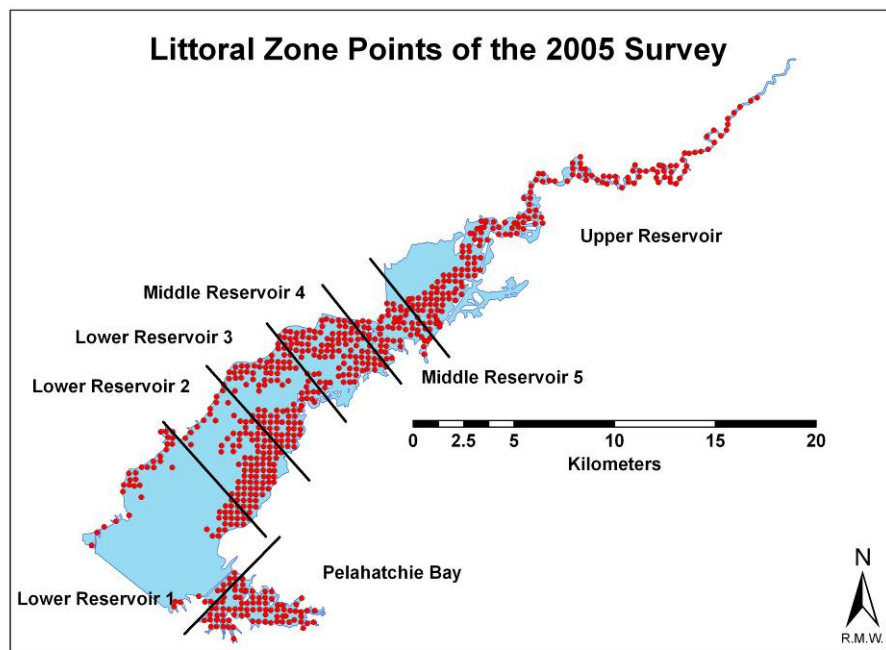 Littoral Zone Points of the 2005 Survey
Upper Reservoir
Middle Reservoir 4
Lower Reservoir 3
Lower Reservoir 2
Middle Reservoir 5
0 2.5 5 10 15 20
Kilometers
Pelahatchie Bay
Lower Reservoir 1
N
R.M.W.